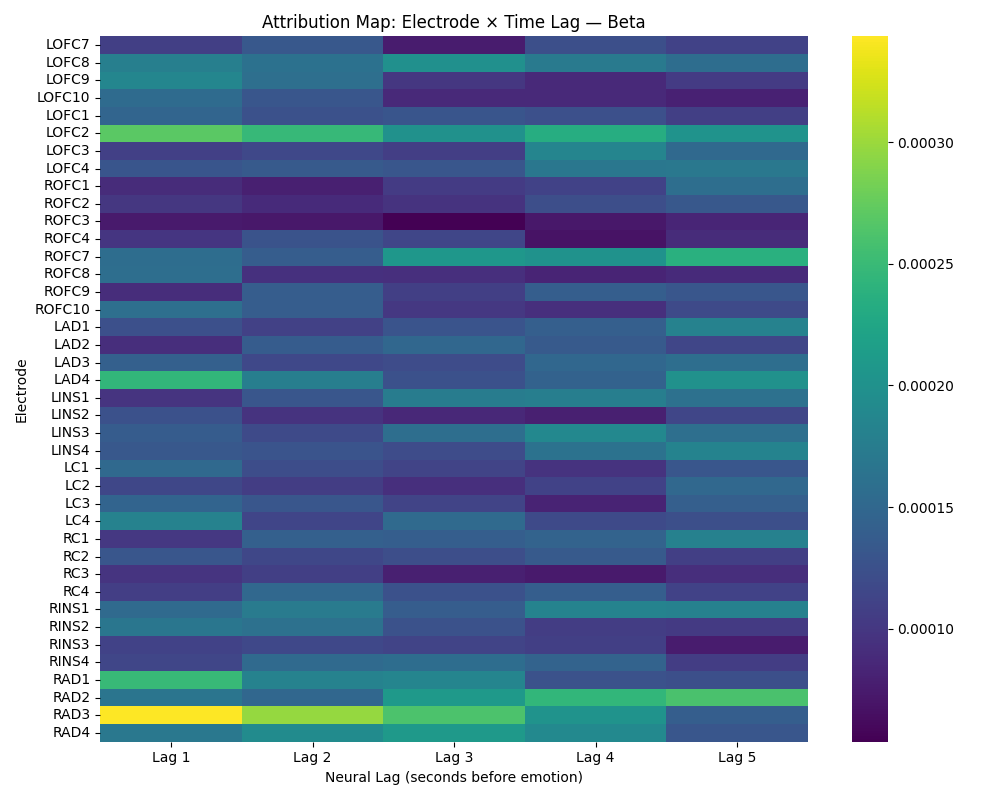 Attribution Map: Electrode × Time Lag — Beta
LOFC7
LOFC8
LOFC9
LOFC10
LOFC1
LOFC2
LOFC3
LOFC4
ROFC1
ROFC2
ROFC3
ROFC4
ROFC7
ROFC8
ROFC9
ROFC10
LAD1
LAD2
LAD3
LAD4
LINS1
LINS2
LINS3
LINS4
LC1
LC2
LC3
LC4
RC1
RC2
RC3
RC4
RINS1
RINS2
RINS3
RINS4
RAD1
RAD2
RAD3
RAD4
Electrode
Lag 1 Lag 2 Lag 3 Lag 4 Lag 5
Neural Lag (seconds before emotion)
0.00030
0.00025
0.00020
0.00015
0.00010